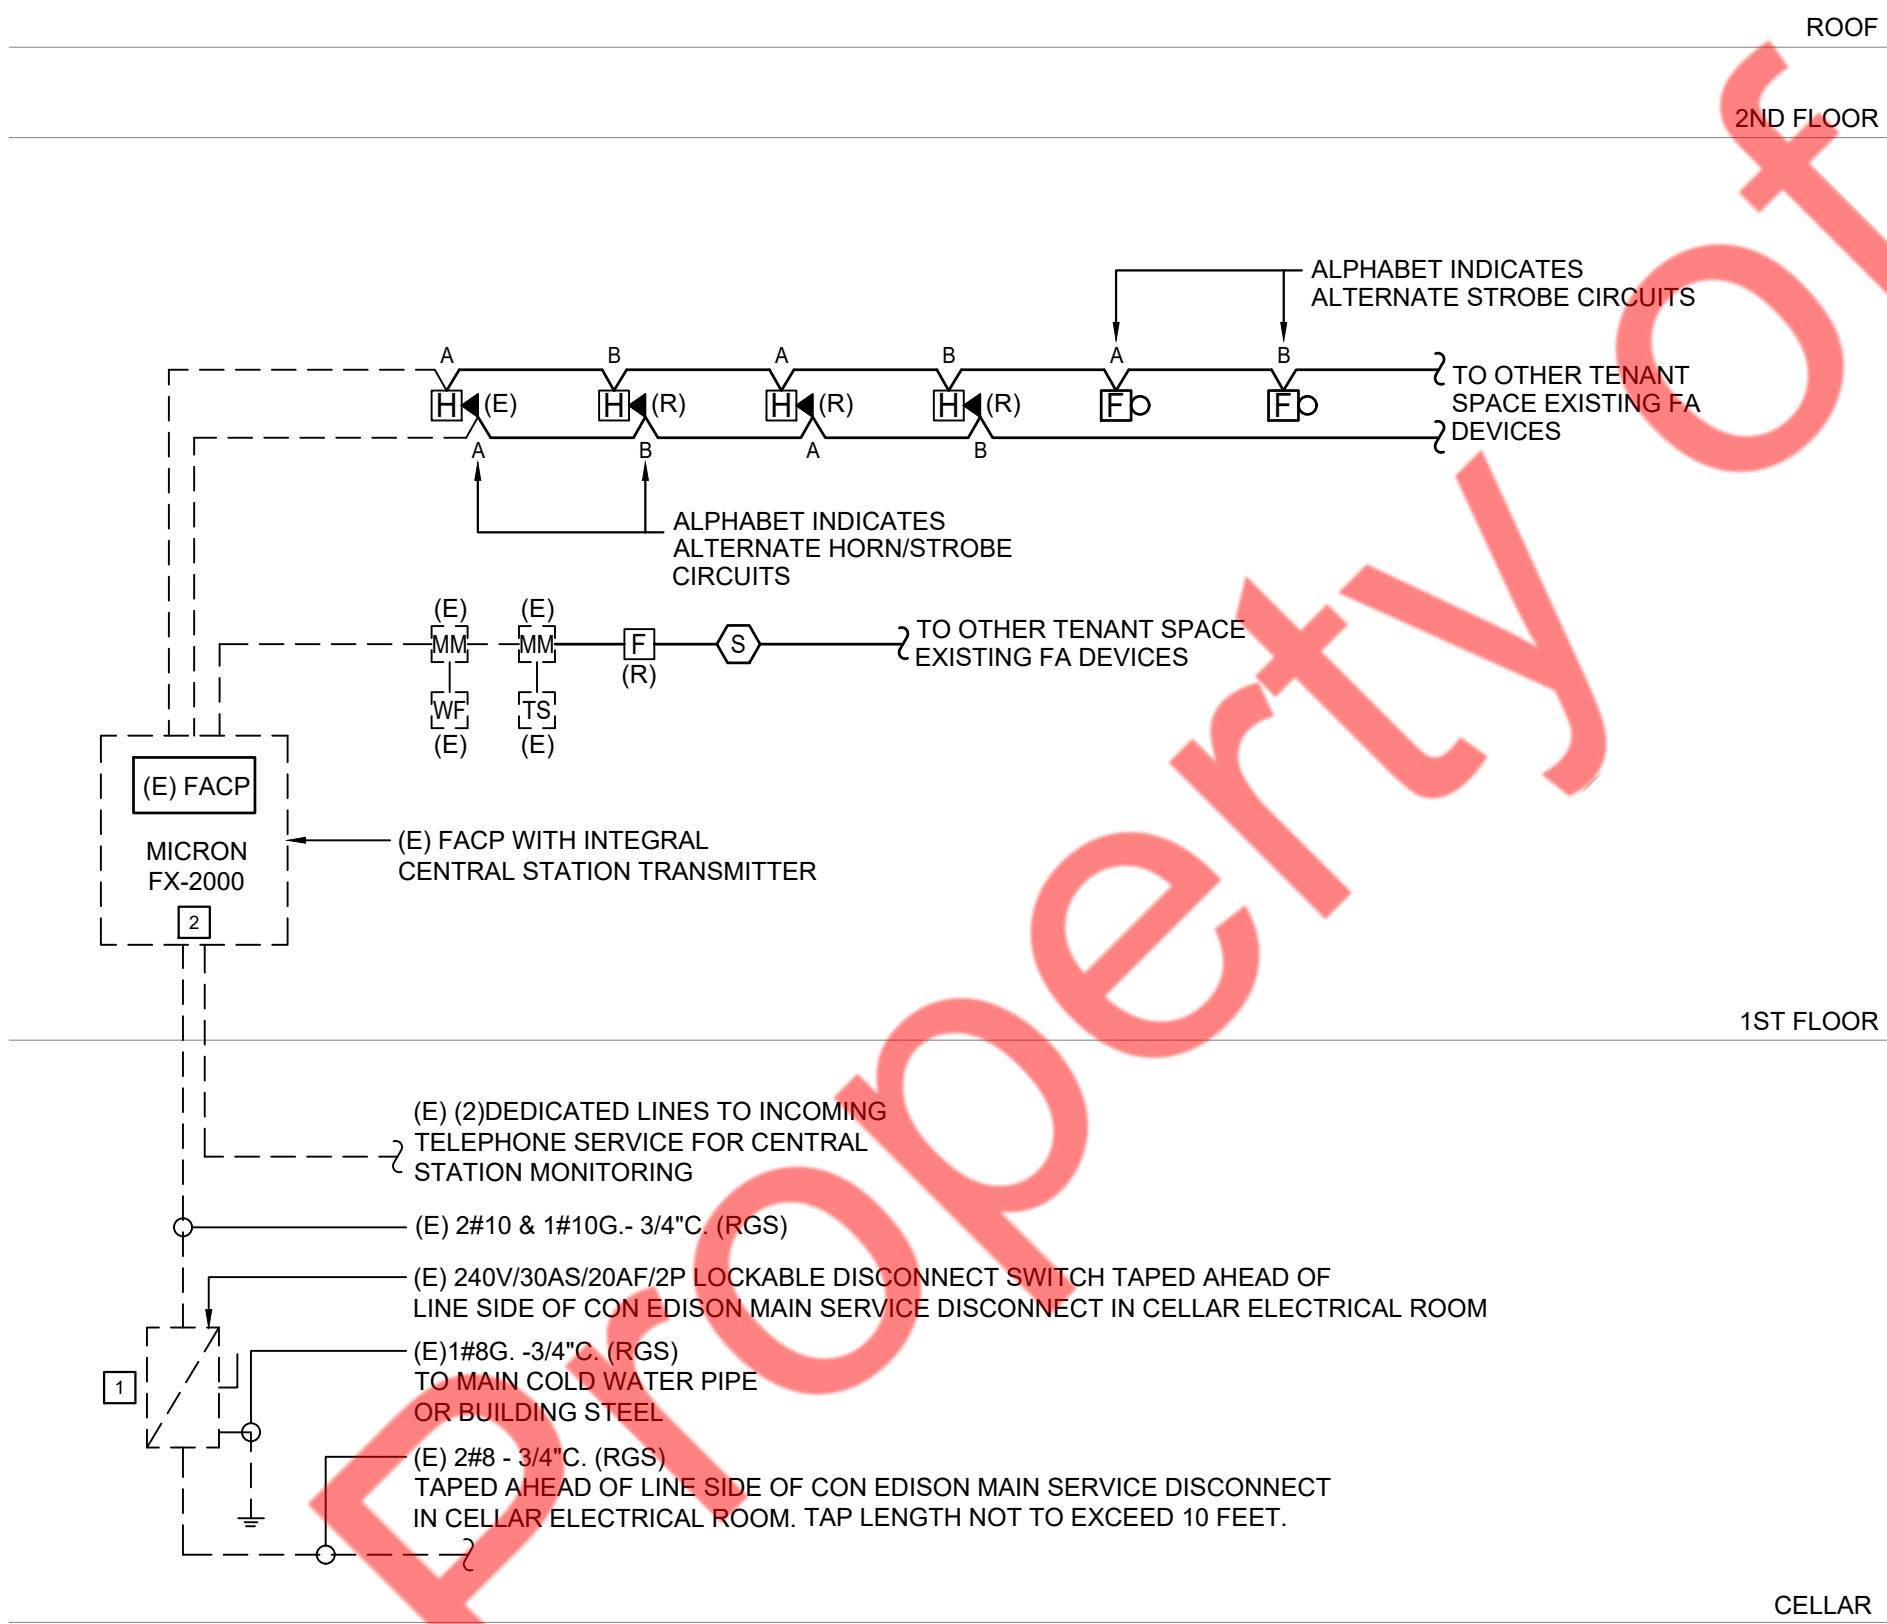 ROOF
2ND FLOOR
ALPHABET INDICATES
ALTERNATE STROBE CIRCUITS
A B A B A B
H (E) H (R) H (R) H (R) F F
TO OTHER TENANT
SPACE EXISTING FA
DEVICES
A B A B
ALPHABET INDICATES
ALTERNATE HORN/STROBE
CIRCUITS
(E) (E)
MM MM F S
(R)
TO OTHER TENANT SPACE
EXISTING FA DEVICES
WF TS
(E) (E)
(E) FACP
MICRON
FX-2000
2
(E) FACP WITH INTEGRAL
CENTRAL STATION TRANSMITTER
1ST FLOOR
(E) (2)DEDICATED LINES TO INCOMING
TELEPHONE SERVICE FOR CENTRAL
STATION MONITORING
(E) 2#10 & 1#10G.- 3/4"C. (RGS)
(E) 240V/30AS/20AF/2P LOCKABLE DISCONNECT SWITCH TAPED AHEAD OF
LINE SIDE OF CON EDISON MAIN SERVICE DISCONNECT IN CELLAR ELECTRICAL ROOM
1
(E)1#8G. -3/4"C. (RGS)
TO MAIN COLD WATER PIPE
OR BUILDING STEEL
(E) 2#8 - 3/4"C. (RGS)
TAPED AHEAD OF LINE SIDE OF CON EDISON MAIN SERVICE DISCONNECT
IN CELLAR ELECTRICAL ROOM. TAP LENGTH NOT TO EXCEED 10 FEET.
CELLAR
Property of